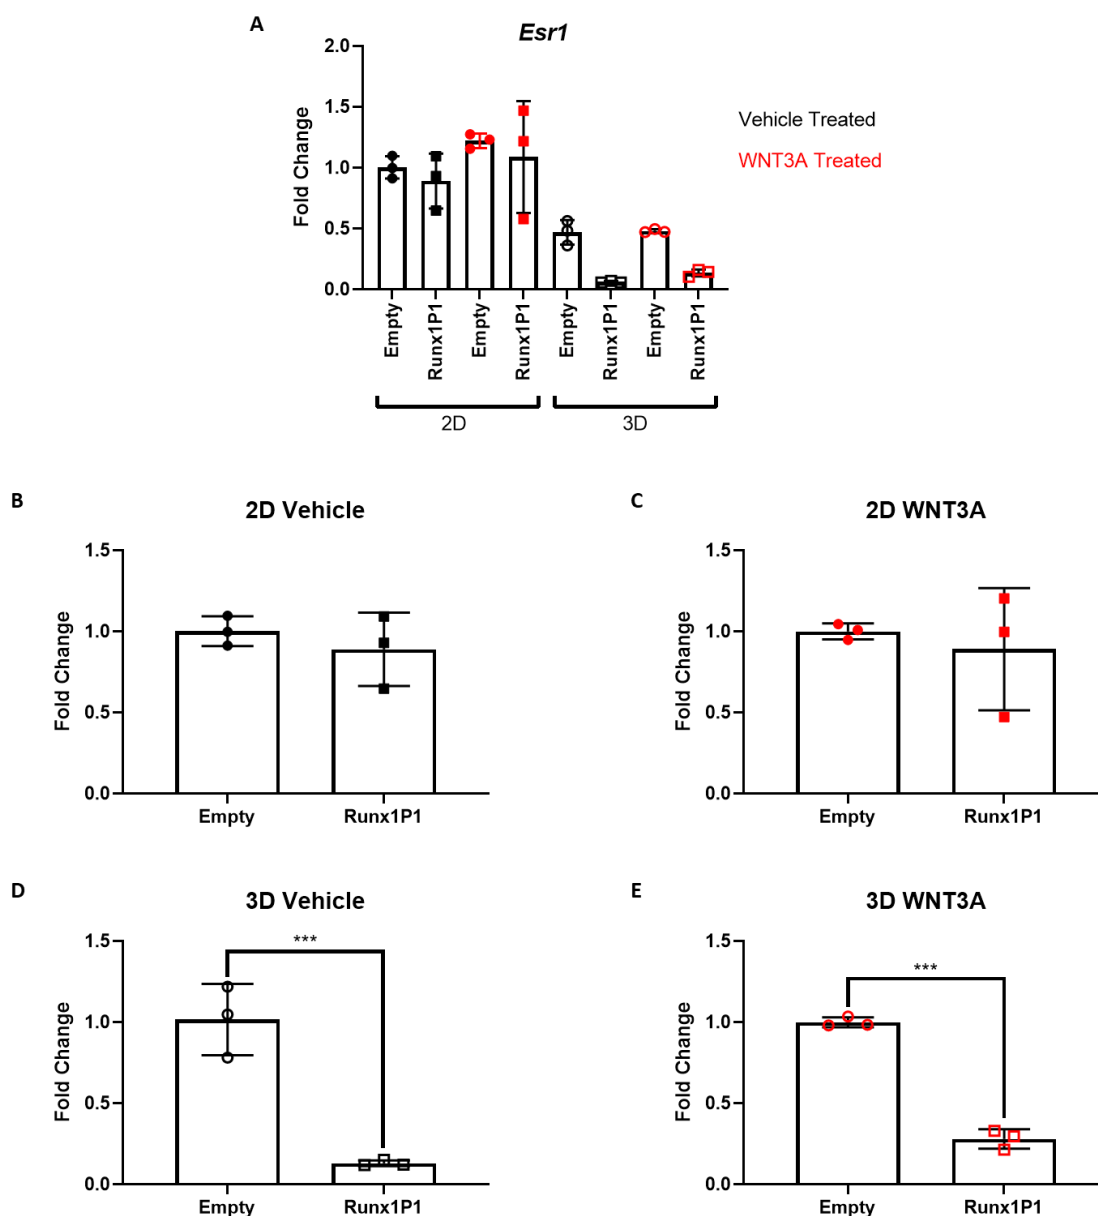 A
Esr1
Fold Change
2.0
1.5
1.0
0.5
0.0
Empty
Runx1P1
Empty
Runx1P1
Empty
Runx1P1
Empty
Runx1P1
2D
3D
Vehicle Treated
WNT3A Treated
B
2D Vehicle
Fold Change
1.5
1.0
0.5
0.0
Empty
Runx1P1
C
2D WNT3A
Fold Change
1.5
1.0
0.5
0.0
Empty
Runx1P1
D
3D Vehicle
Fold Change
1.5
1.0
0.5
0.0
***
Empty
Runx1P1
E
3D WNT3A
Fold Change
1.5
1.0
0.5
0.0
***
Empty
Runx1P1